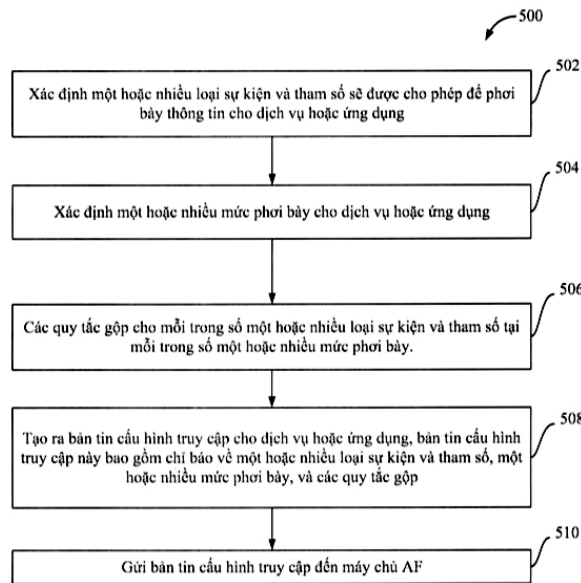 500
502
Xác định một hoặc nhiều loại sự kiện và tham số sẽ được cho phép để phơi
bày thông tin cho dịch vụ hoặc ứng dụng
504
Xác định một hoặc nhiều mức phơi bày cho dịch vụ hoặc ứng dụng
506
Các quy tắc gộp cho mỗi trong số một hoặc nhiều loại sự kiện và tham số tại
mỗi trong số một hoặc nhiều mức phơi bày.
508
Tạo ra bản tin cấu hình truy cập cho dịch vụ hoặc ứng dụng, bản tin cấu hình
truy cập này bao gồm chỉ báo về một hoặc nhiều loại sự kiện và tham số, một
hoặc nhiều mức phơi bày, và các quy tắc gộp
510
Gửi bản tin cấu hình truy cập đến máy chủ AF